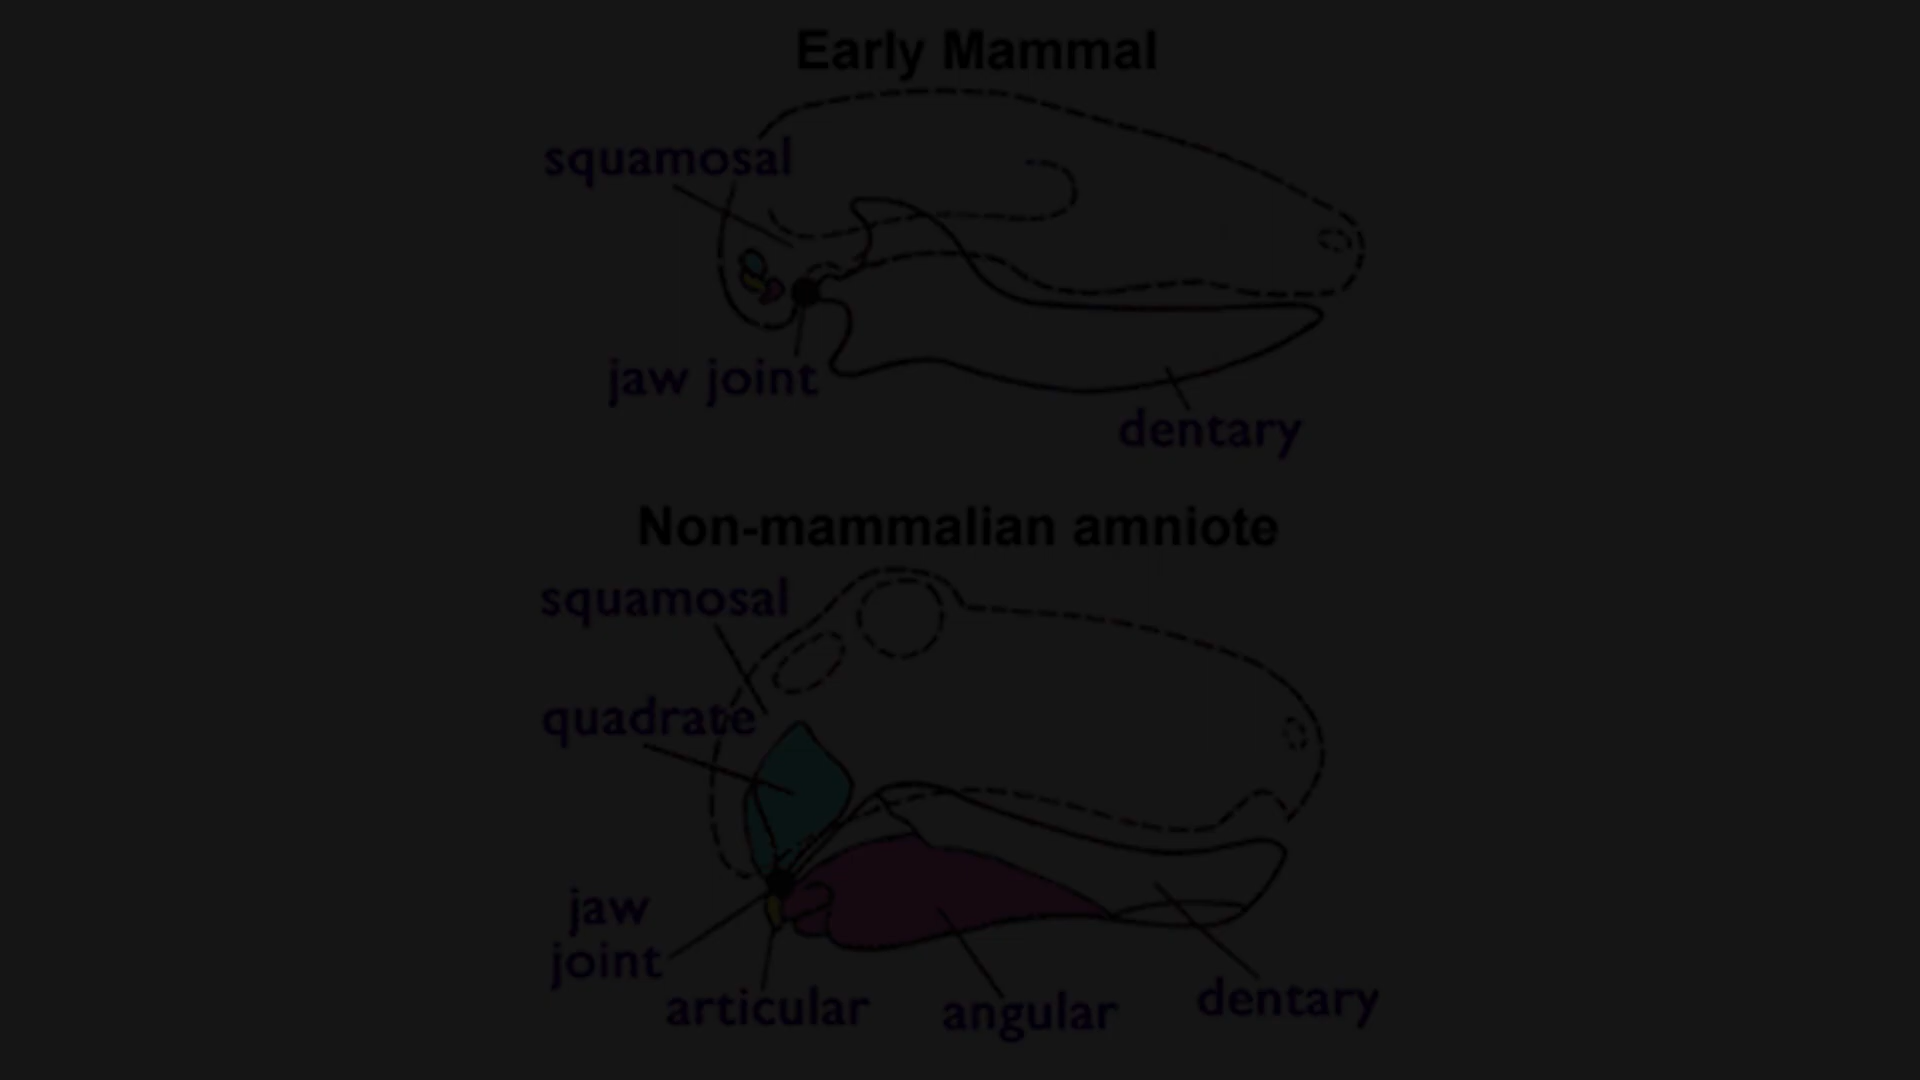 Early Mammal
squamosal
jaw joint
dentary
Non-mammalian amniote
squamosal
quadrate
jaw
joint
articular
angular
dentary